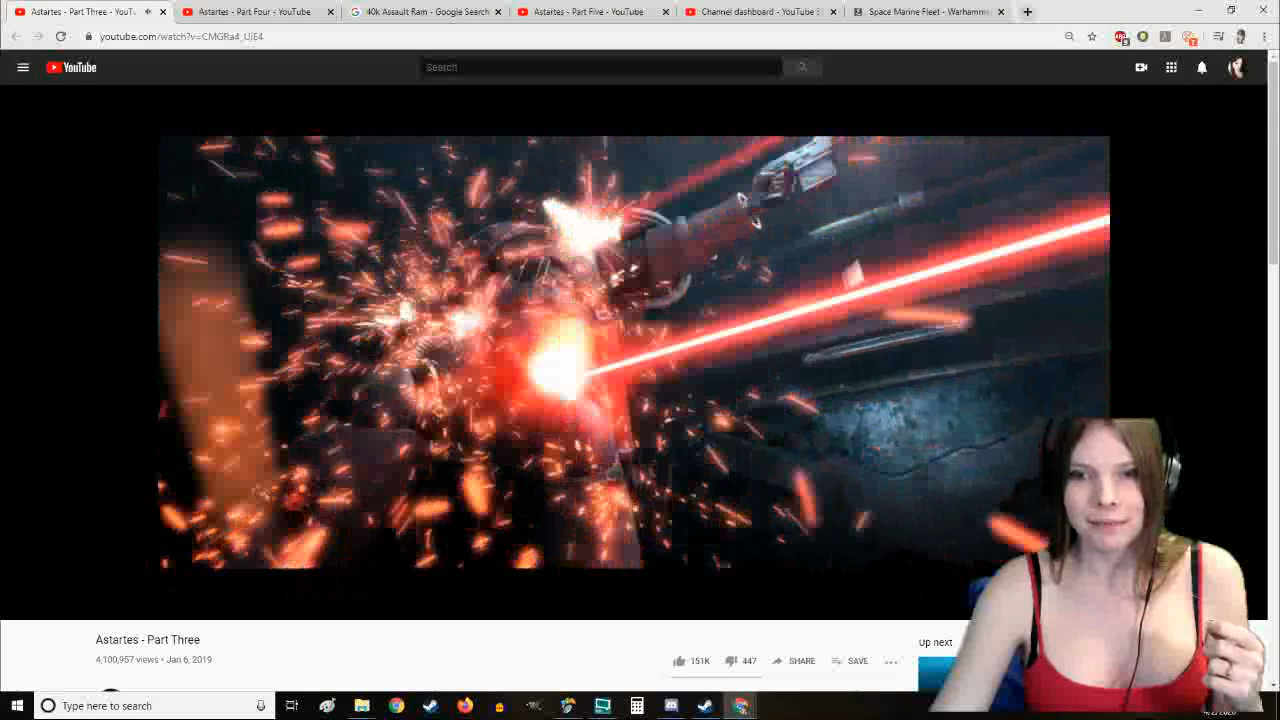 Astartes - Part Three - YouTu
Astartes - Part Four - YouTube
40k Assault Ram - Google Search
Astartes - Part Five - YouTube
Channel dashboard - YouTube S
Space Marine Fleet - Warhamme
youtube.com/watch?v=CMGRa4_UjE4
YouTube
Search
Astartes - Part Three
4,100,957 views • Jan 6, 2019
151K
447
SHARE
SAVE
Up next
Type here to search